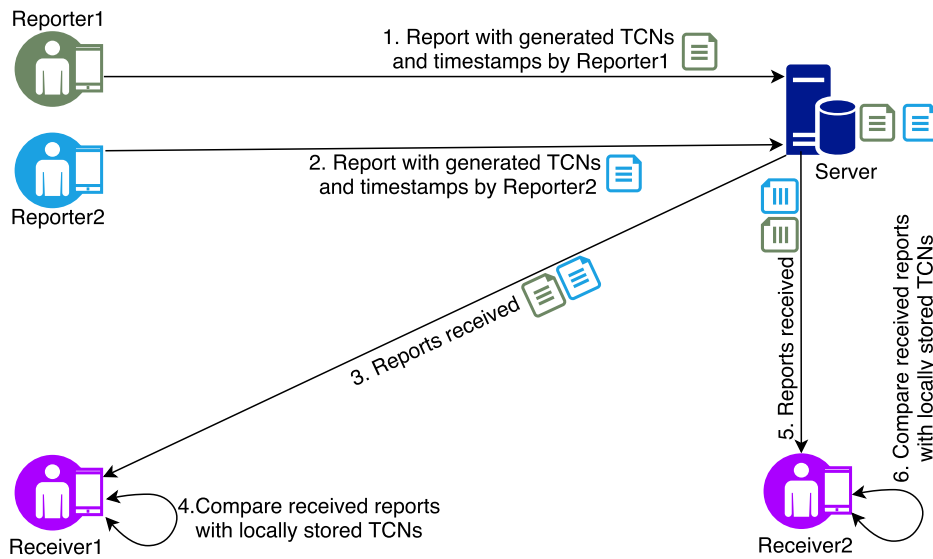 Reporter1
1. Report with generated TCNs
and timestamps by Reporter1
2. Report with generated TCNs
and timestamps by Reporter2
Reporter2
Server
3. Reports received
5. Reports received
6. Compare received reports
with locally stored TCNs
4.Compare received reports
with locally stored TCNs
Receiver1
Receiver2